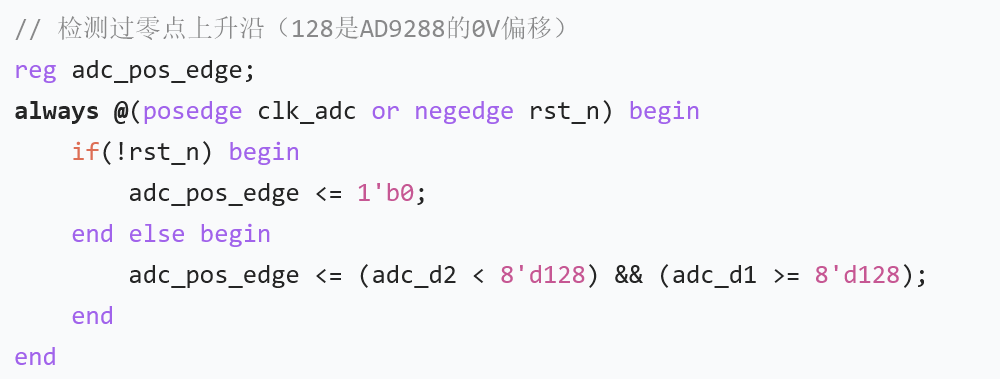 // 检测过零点上升沿（128是AD9288的0V偏移）
reg adc_pos_edge;
always @(posedge clk_adc or negedge rst_n) begin
    if(!rst_n) begin
        adc_pos_edge <= 1'b0;
    end else begin
        adc_pos_edge <= (adc_d2 < 8'd128) && (adc_d1 >= 8'd128);
    end
end